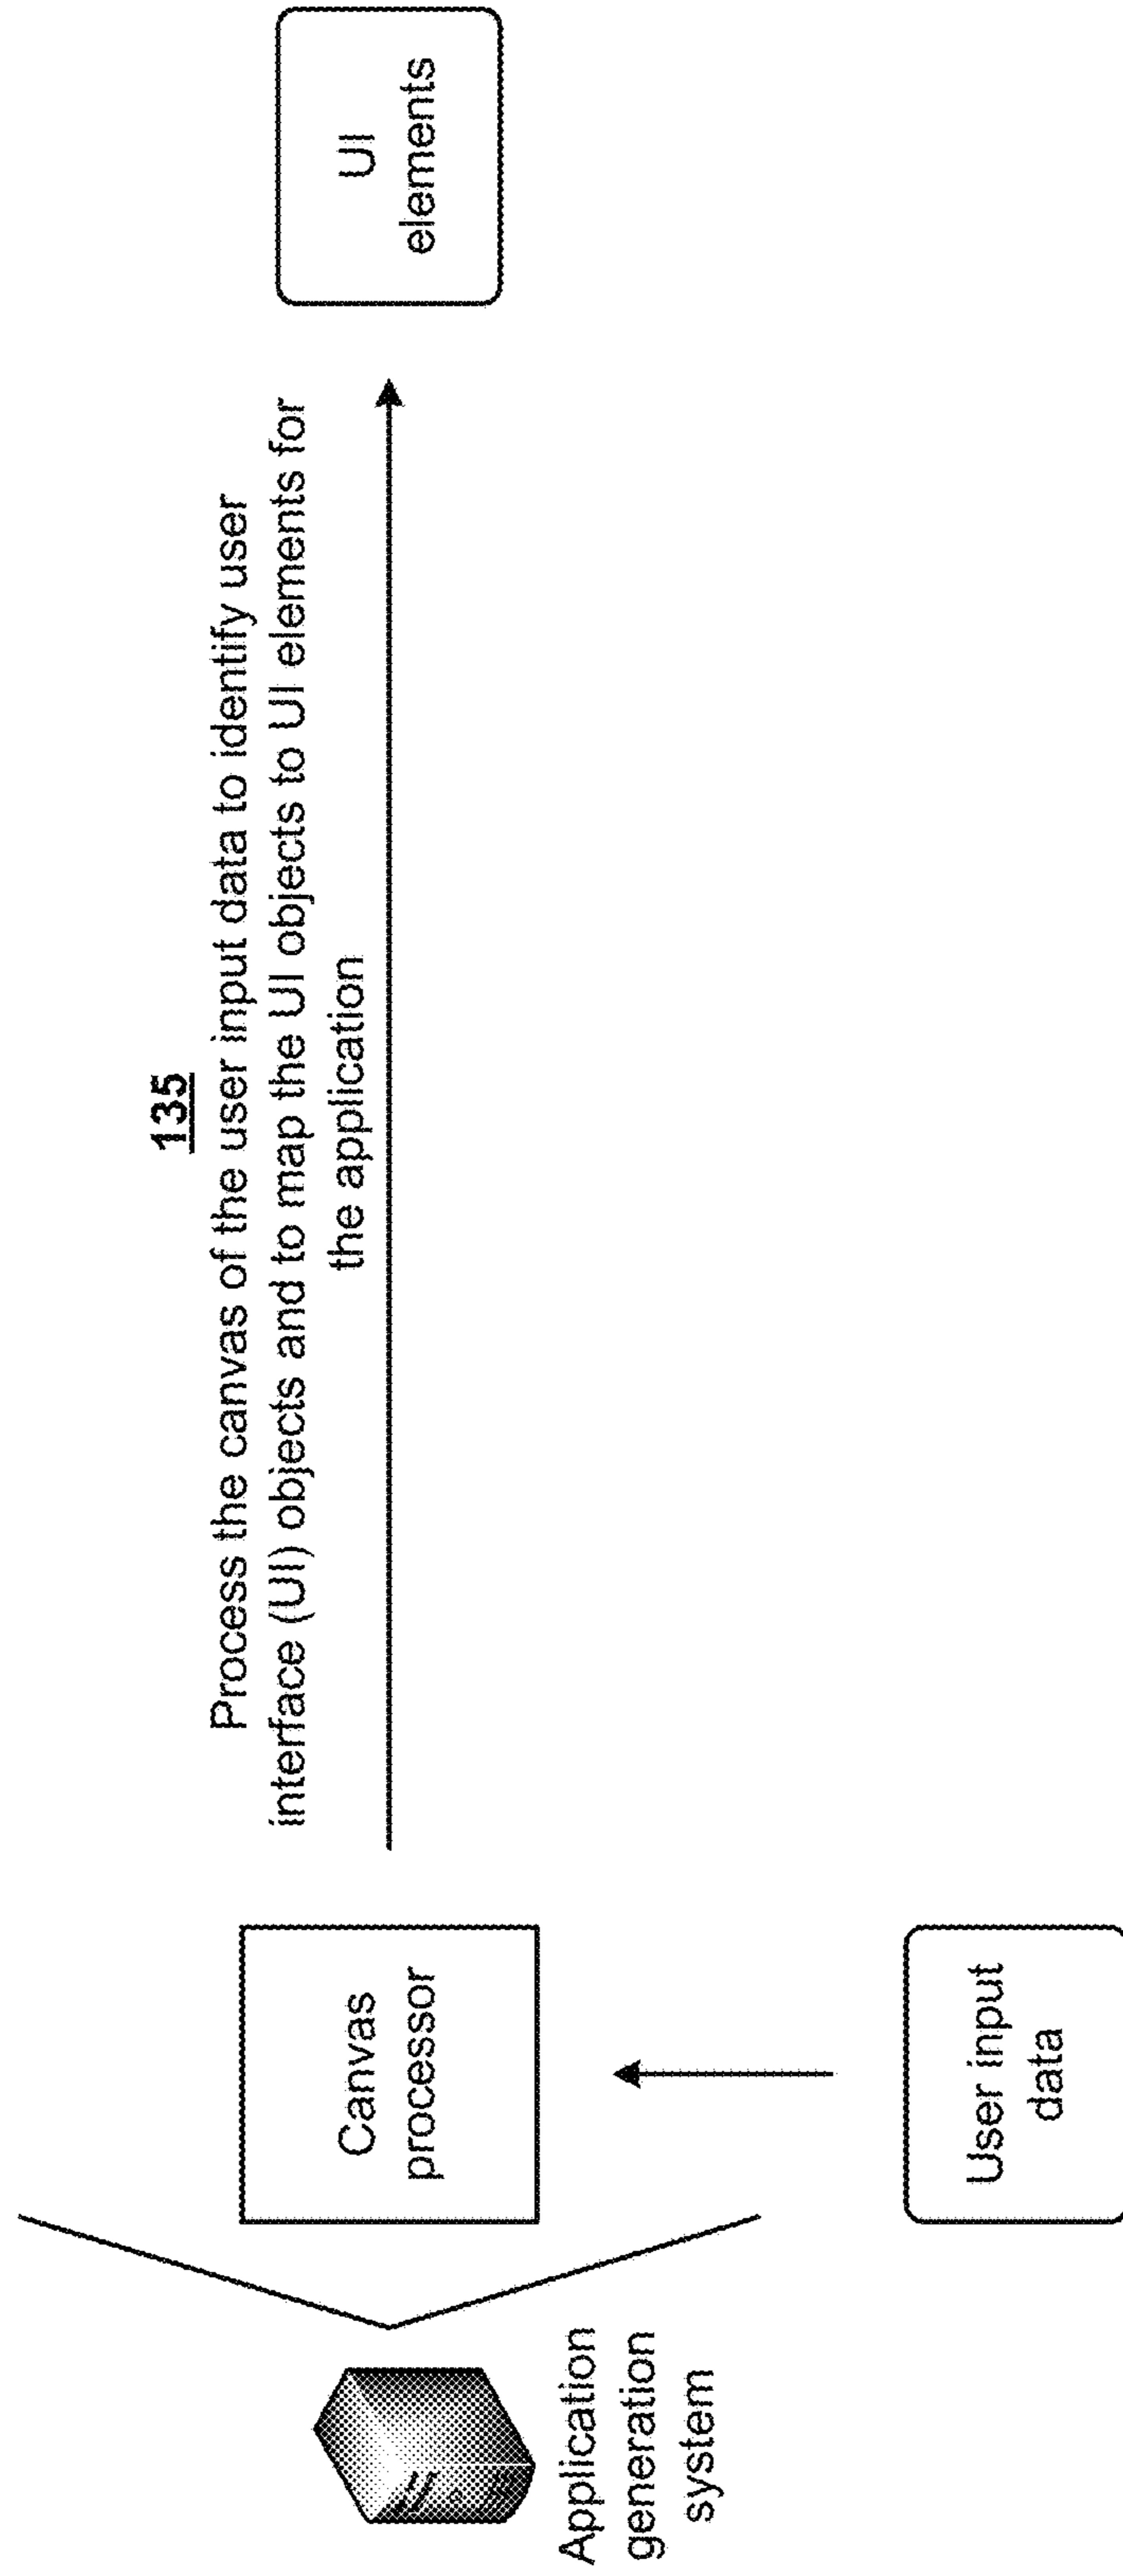 135
Process the canvas of the user input data to identify user
interface (UI) objects and to map the UI objects to UI elements for
the application
Application
generation
system
Canvas
processor
UI
elements
User input
data